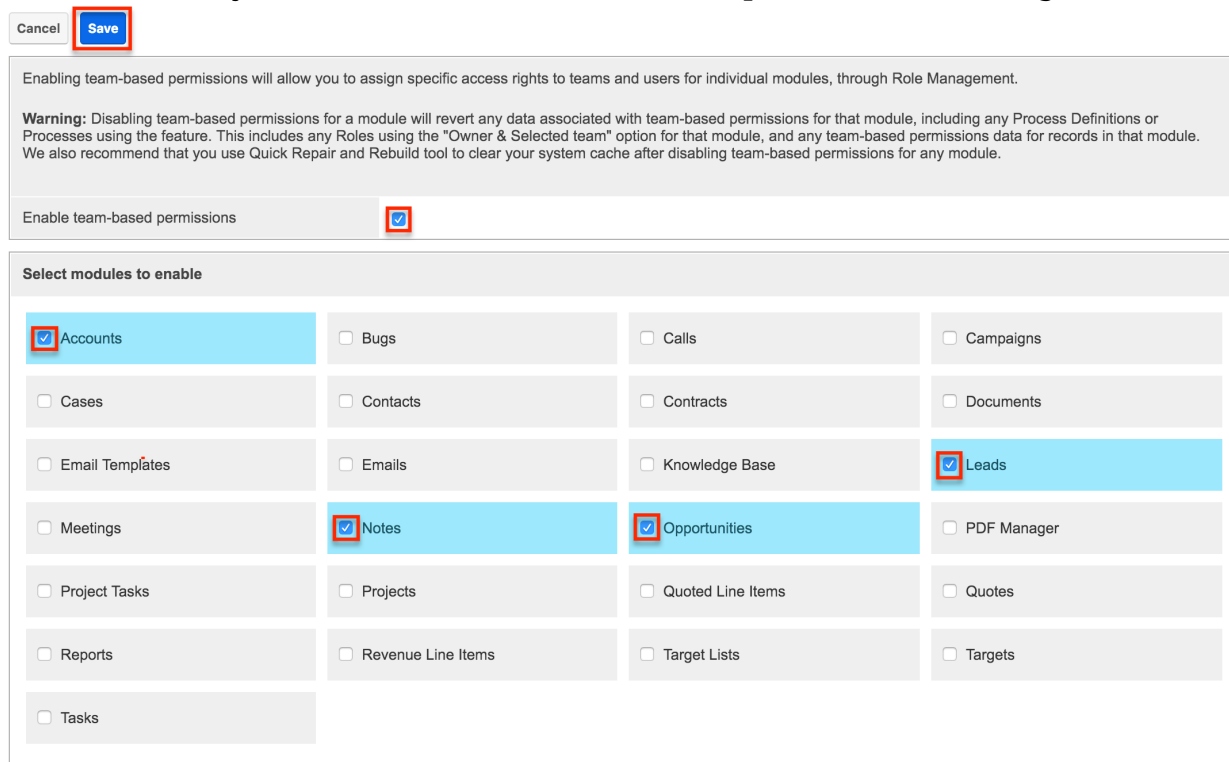 Cancel Save
Enabling team-based permissions will allow you to assign specific access rights to teams and users for individual modules, through Role Management.
Warning: Disabling team-based permissions for a module will revert any data associated with team-based permissions for that module, including any Process Definitions or
Processes using the feature. This includes any Roles using the "Owner & Selected team" option for that module, and any team-based permissions data for records in that module.
We also recommend that you use Quick Repair and Rebuild tool to clear your system cache after disabling team-based permissions for any module.
Enable team-based permissions
Select modules to enable
Accounts Bugs Calls Campaigns
Cases Contacts Contracts Documents
Email Templates Emails Knowledge Base Leads
Meetings Notes Opportunities PDF Manager
Project Tasks Projects Quoted Line Items Quotes
Reports Revenue Line Items Target Lists Targets
Tasks